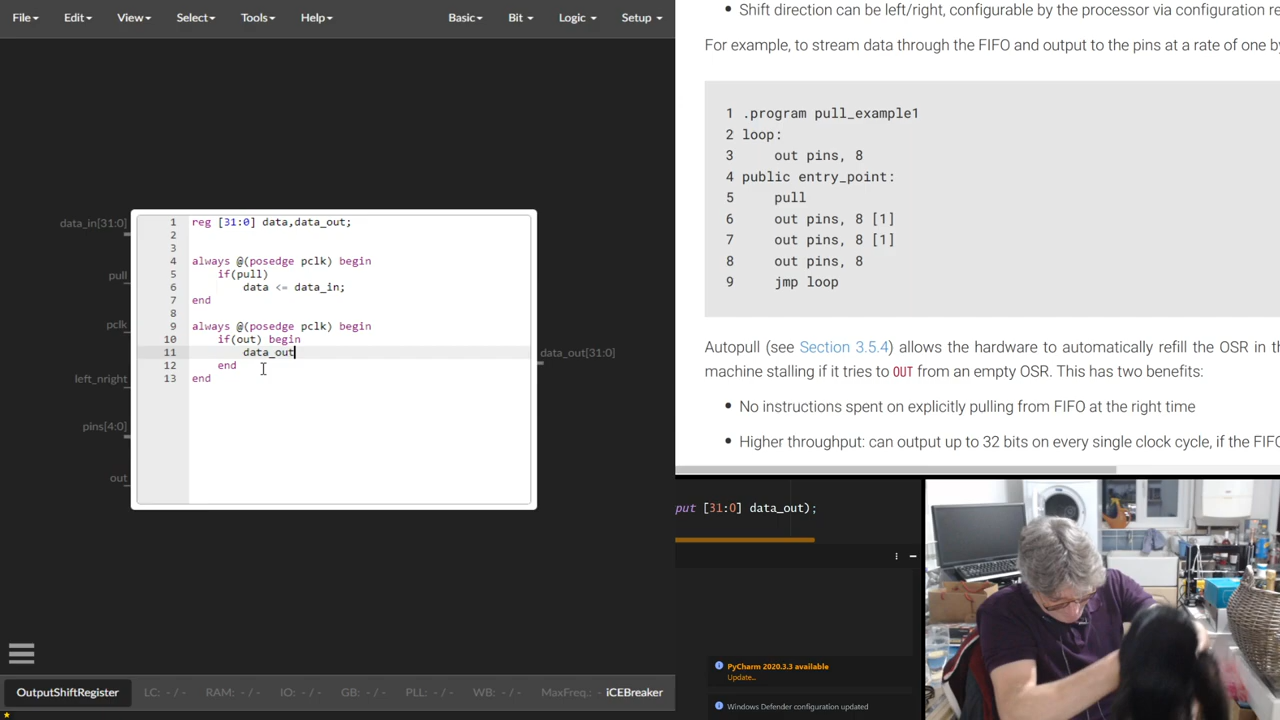 File Edit View Select Tools Help Basic Bit Logic Setup
data_in[31:0]
pull
pclk
left_nright
pins[4:0]
out
1 reg [31:0] data,data_out;
2
3
4 always @(posedge pclk) begin
5 if(pull)
6 data <= data_in;
7 end
8
9 always @(posedge pclk) begin
10 if(out) begin
11 data_out
12 end
13 end
data_out[31:0]
OutputShiftRegister LC: - / - RAM: - / - IO: - / - GB: - / - PLL: - / - WB: - / - MaxFreq.: - iCEBreaker
• Shift direction can be left/right, configurable by the processor via configuration re
For example, to stream data through the FIFO and output to the pins at a rate of one by
1 .program pull_example1
2 loop:
3 out pins, 8
4 public entry_point:
5 pull
6 out pins, 8 [1]
7 out pins, 8 [1]
8 out pins, 8
9 jmp loop
Autopull (see Section 3.5.4) allows the hardware to automatically refill the OSR in th
machine stalling if it tries to OUT from an empty OSR. This has two benefits:
• No instructions spent on explicitly pulling from FIFO at the right time
• Higher throughput: can output up to 32 bits on every single clock cycle, if the FIF
put [31:0] data_out);
PyCharm 2020.3.3 available
Update...
Windows Defender configuration updated